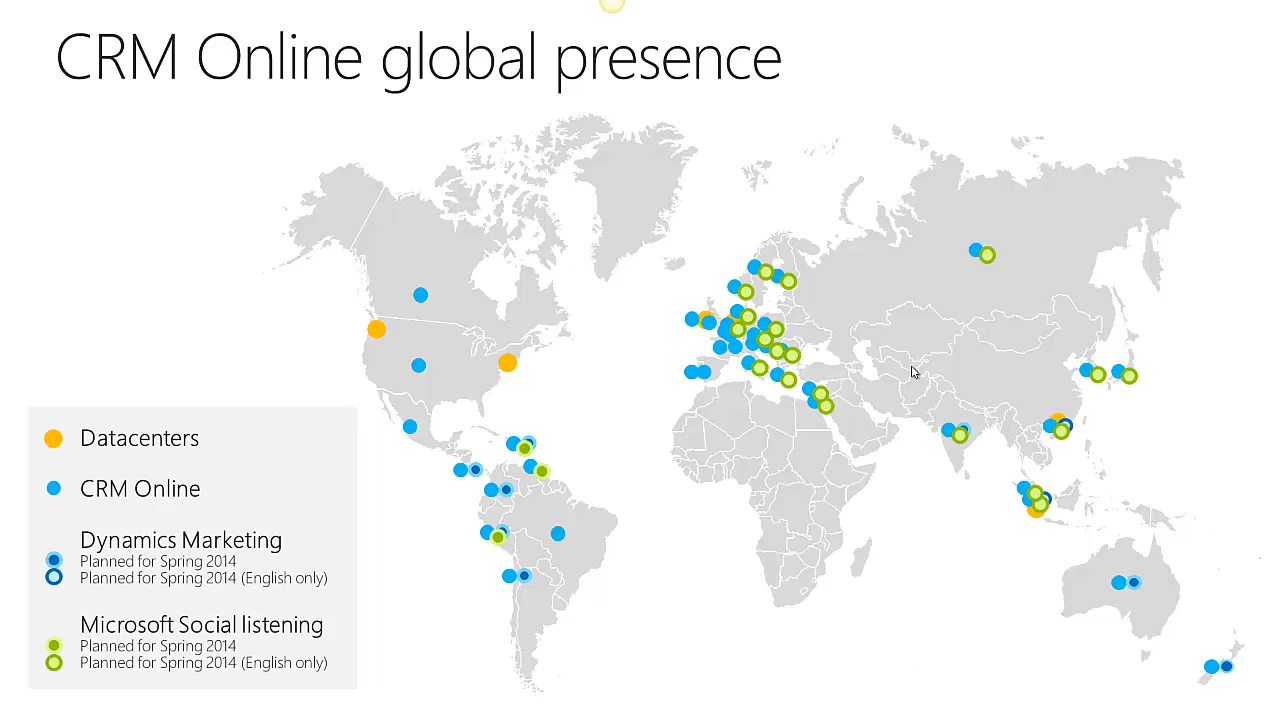 CRM Online global presence
Datacenters
CRM Online
Dynamics Marketing
Planned for Spring 2014
Planned for Spring 2014 (English only)
Microsoft Social listening
Planned for Spring 2014
Planned for Spring 2014 (English only)